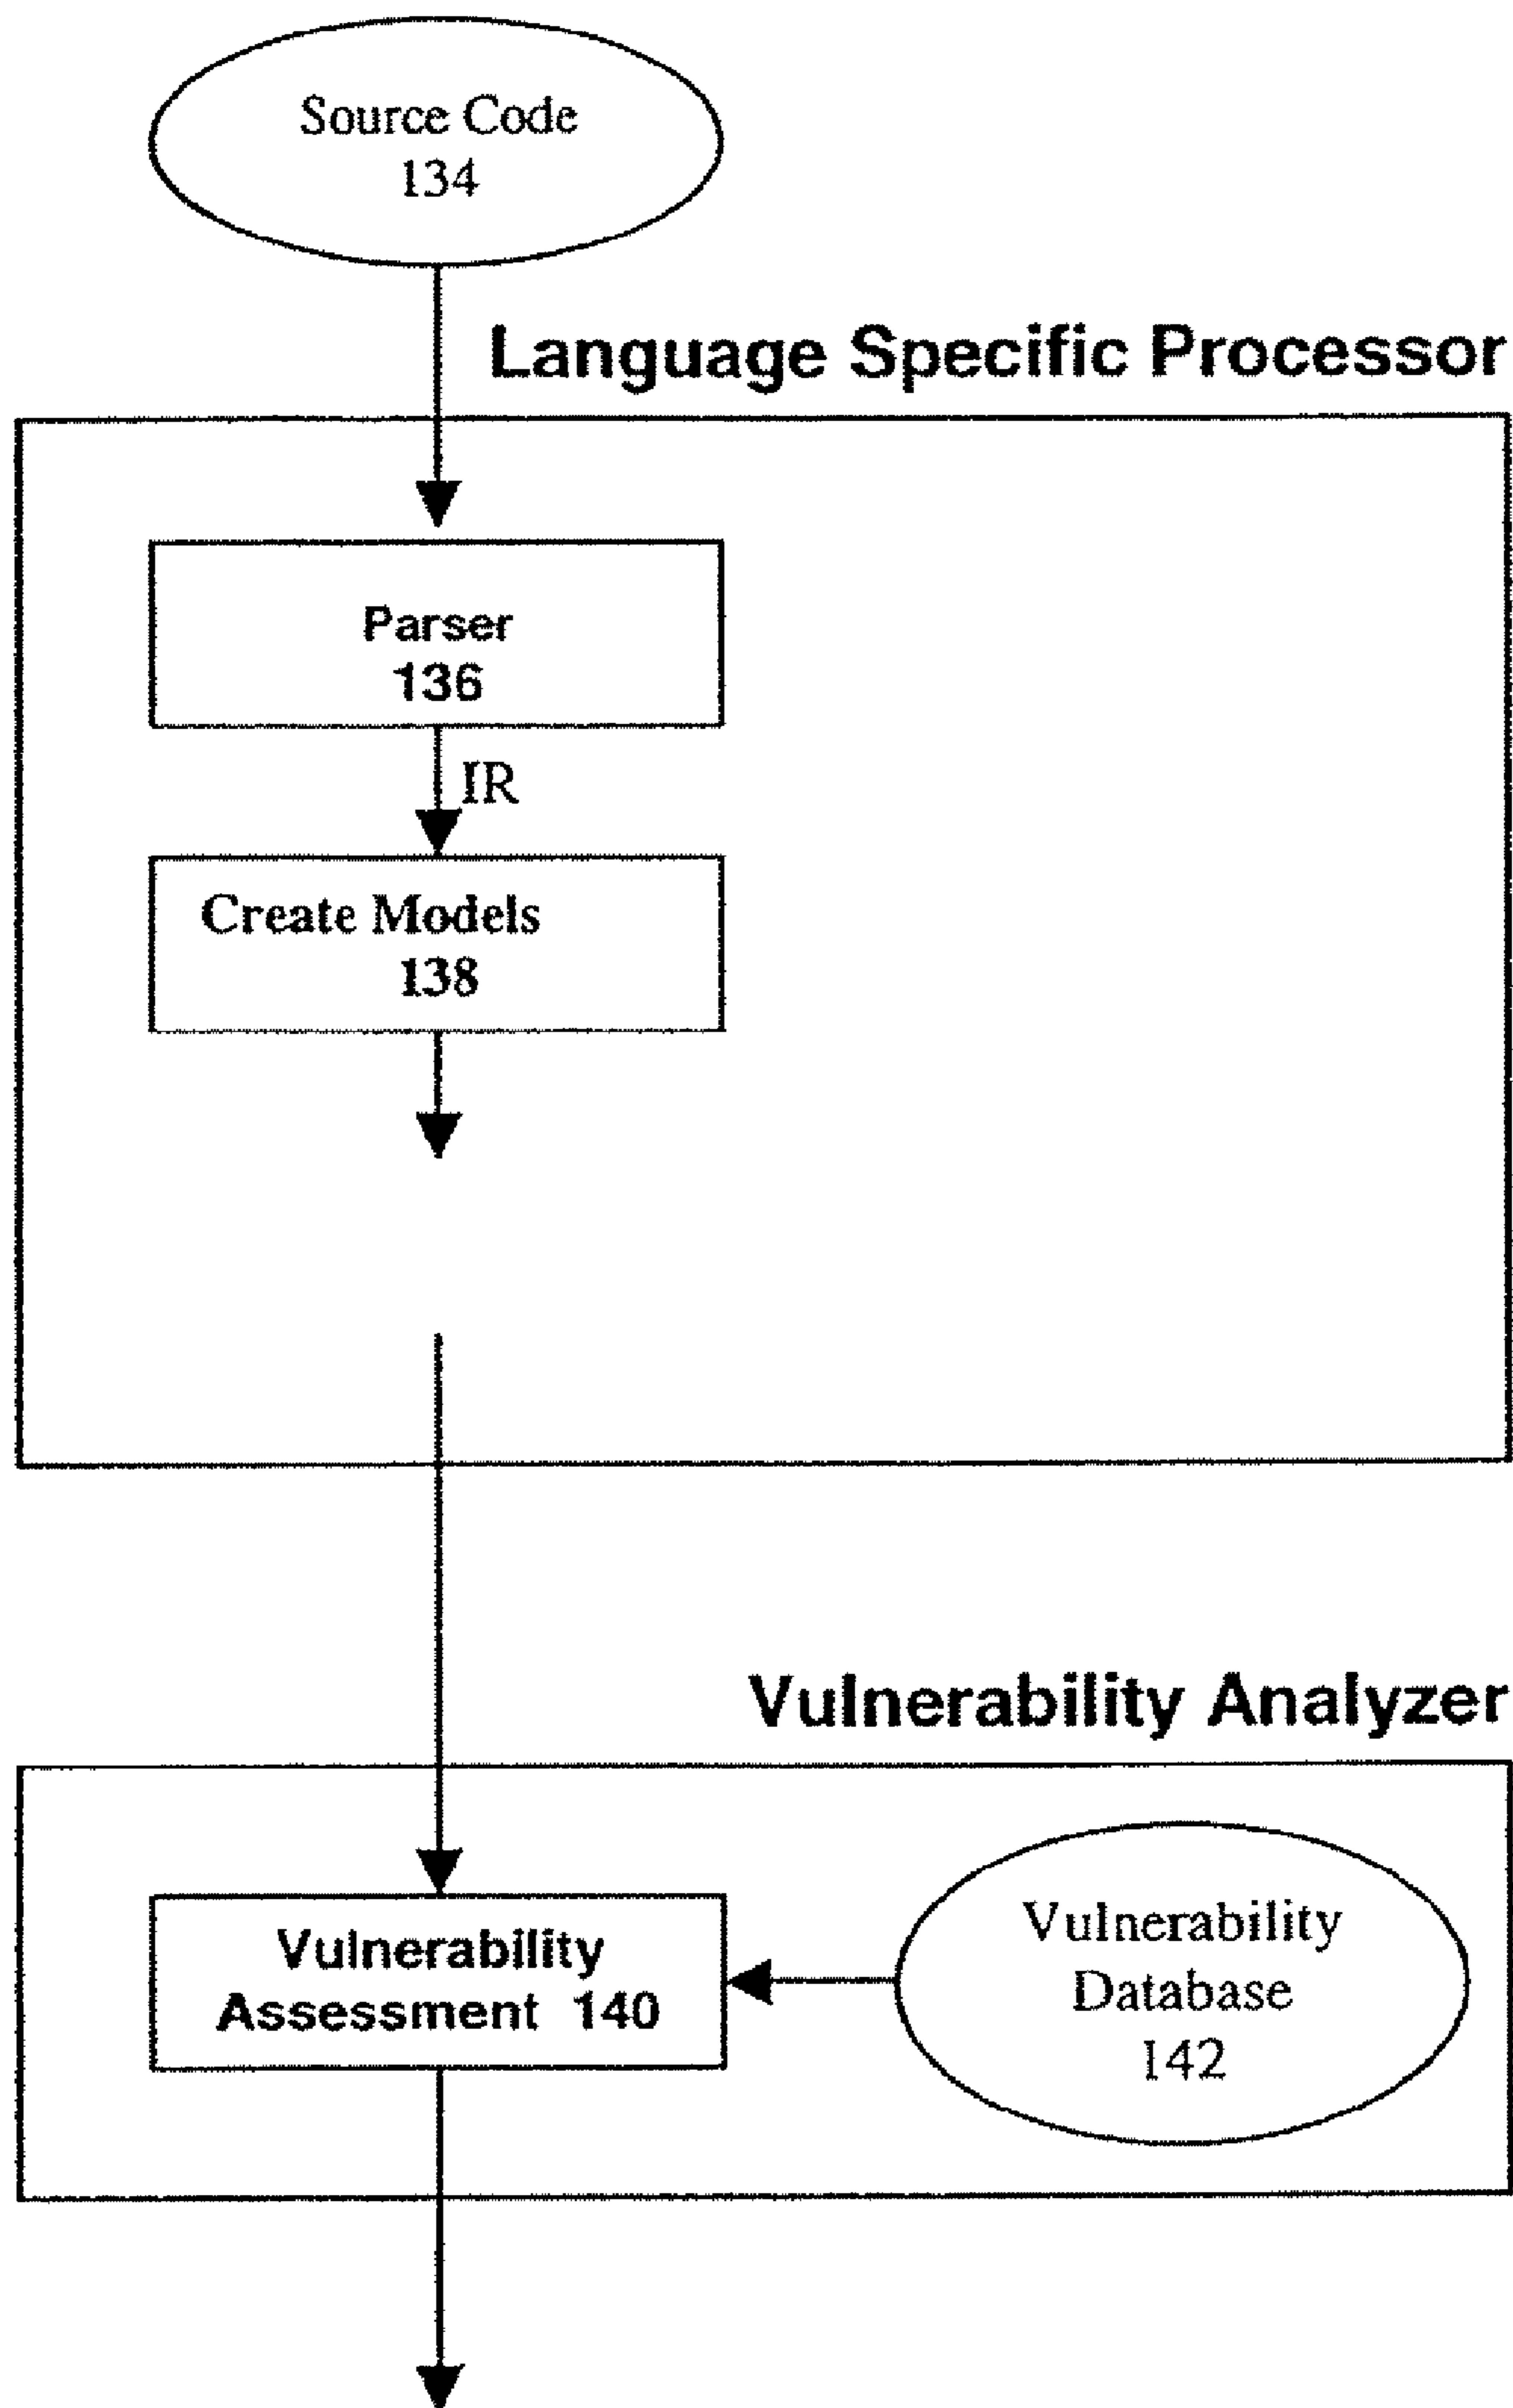 Source Code
134
Language Specific Processor
Parser
136
IR
Create Models
138
Vulnerability Analyzer
Vulnerability
Assessment 140
Vulnerability
Database
142